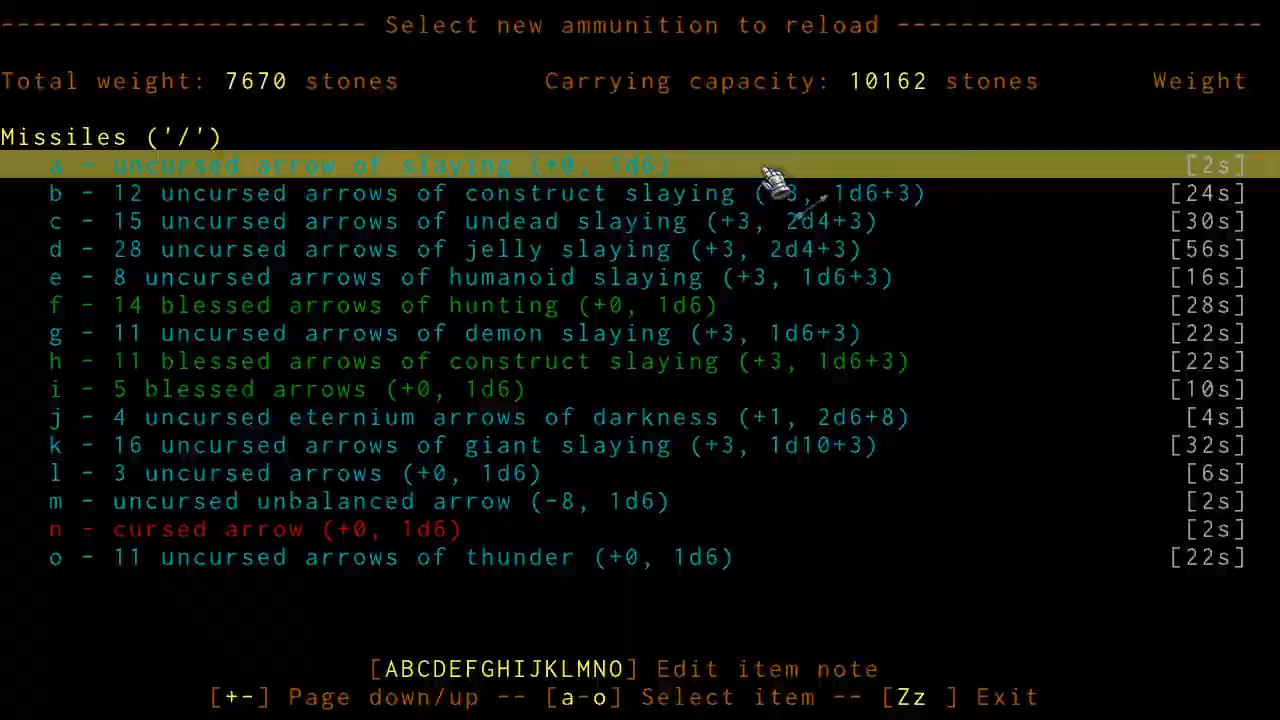 ----------------------- Select new ammunition to reload -----------------------
Total weight: 7670 stones Carrying capacity: 10162 stones Weight
Missiles ('/')
a - uncursed arrow of slaying (+0, 1d6) [2s]
b - 12 uncursed arrows of construct slaying (+3, 1d6+3) [24s]
c - 15 uncursed arrows of undead slaying (+3, 2d4+3) [30s]
d - 28 uncursed arrows of jelly slaying (+3, 2d4+3) [56s]
e - 8 uncursed arrows of humanoid slaying (+3, 1d6+3) [16s]
f - 14 blessed arrows of hunting (+0, 1d6) [28s]
g - 11 uncursed arrows of demon slaying (+3, 1d6+3) [22s]
h - 11 blessed arrows of construct slaying (+3, 1d6+3) [22s]
i - 5 blessed arrows (+0, 1d6) [10s]
j - 4 uncursed eternium arrows of darkness (+1, 2d6+8) [4s]
k - 16 uncursed arrows of giant slaying (+3, 1d10+3) [32s]
l - 3 uncursed arrows (+0, 1d6) [6s]
m - uncursed unbalanced arrow (-8, 1d6) [2s]
n - cursed arrow (+0, 1d6) [2s]
o - 11 uncursed arrows of thunder (+0, 1d6) [22s]
[ABCDEFGHIJKLMNO] Edit item note
[+-] Page down/up -- [a-o] Select item -- [Zz ] Exit